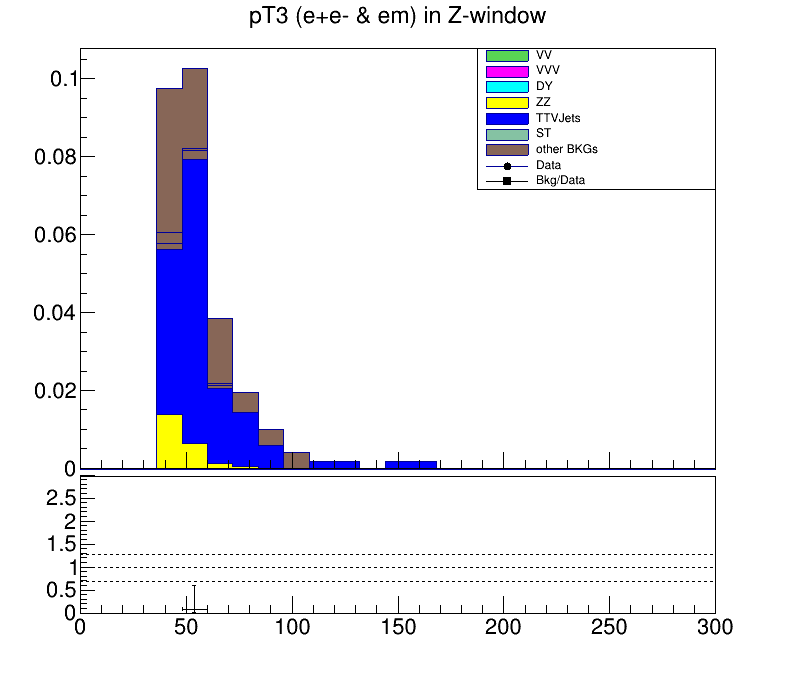 pT3 (e+e- & em) in Z-window
VV
VVV
DY
ZZ
TTVJets
ST
other BKGs
Data
Bkg/Data
0.1
0.08
0.06
0.04
0.02
0
2.5
2
1.5
1
0.5
0
0 50 100 150 200 250 300